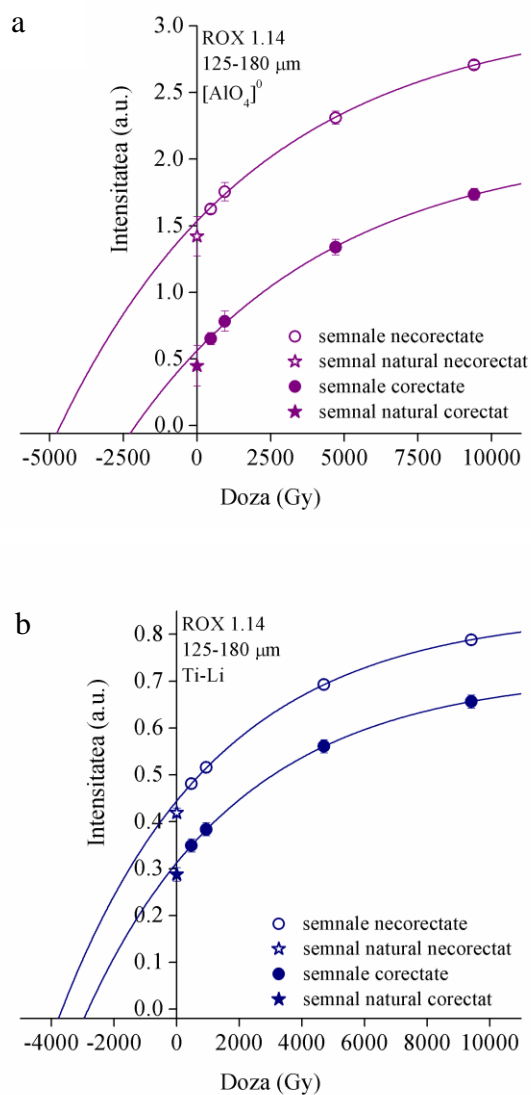 a
ROX 1.14
125-180 μm
[AlO₄]⁰
Intensitatea (a.u.)
3.0
2.5
2.0
1.5
1.0
0.5
0.0
semnale necorectate
semnal natural necorectat
semnale corectate
semnal natural corectat
-5000 -2500 0 2500 5000 7500 10000
Doza (Gy)
b
ROX 1.14
125-180 μm
Ti-Li
Intensitatea (a.u.)
0.8
0.7
0.6
0.5
0.4
0.3
0.2
0.1
0.0
semnale necorectate
semnal natural necorectat
semnale corectate
semnal natural corectat
-4000 -2000 0 2000 4000 6000 8000 10000
Doza (Gy)